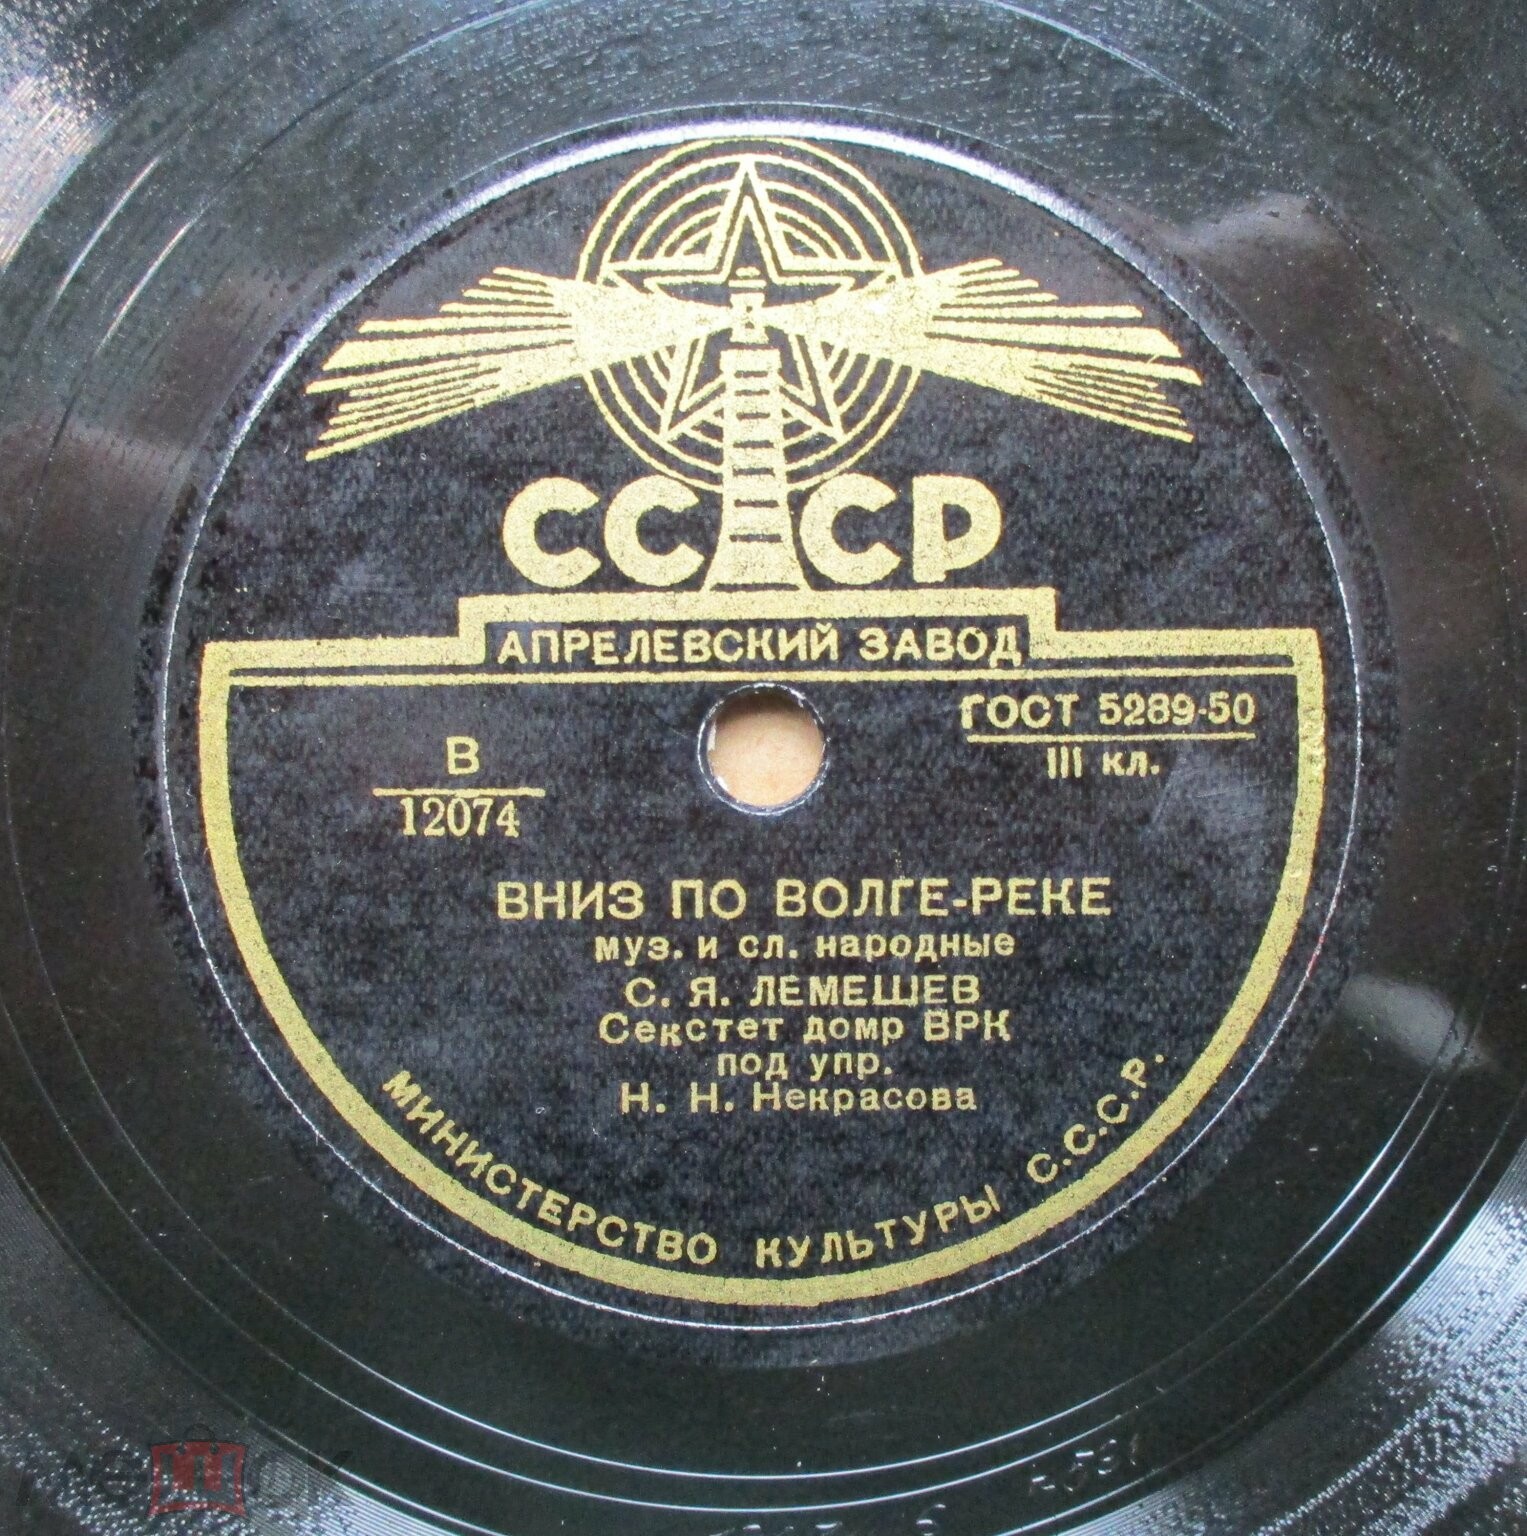 СССР
АПРЕЛЕВСКИЙ ЗАВОД
ГОСТ 5289-50
III кл.
В
12074
ВНИЗ ПО ВОЛГЕ-РЕКЕ
муз. и сл. народные
С. Я. ЛЕМЕШЕВ
Секстет домр ВРК
под упр.
Н. Н. Некрасова
МИНИСТЕРСТВО КУЛЬТУРЫ С.С.С.Р.